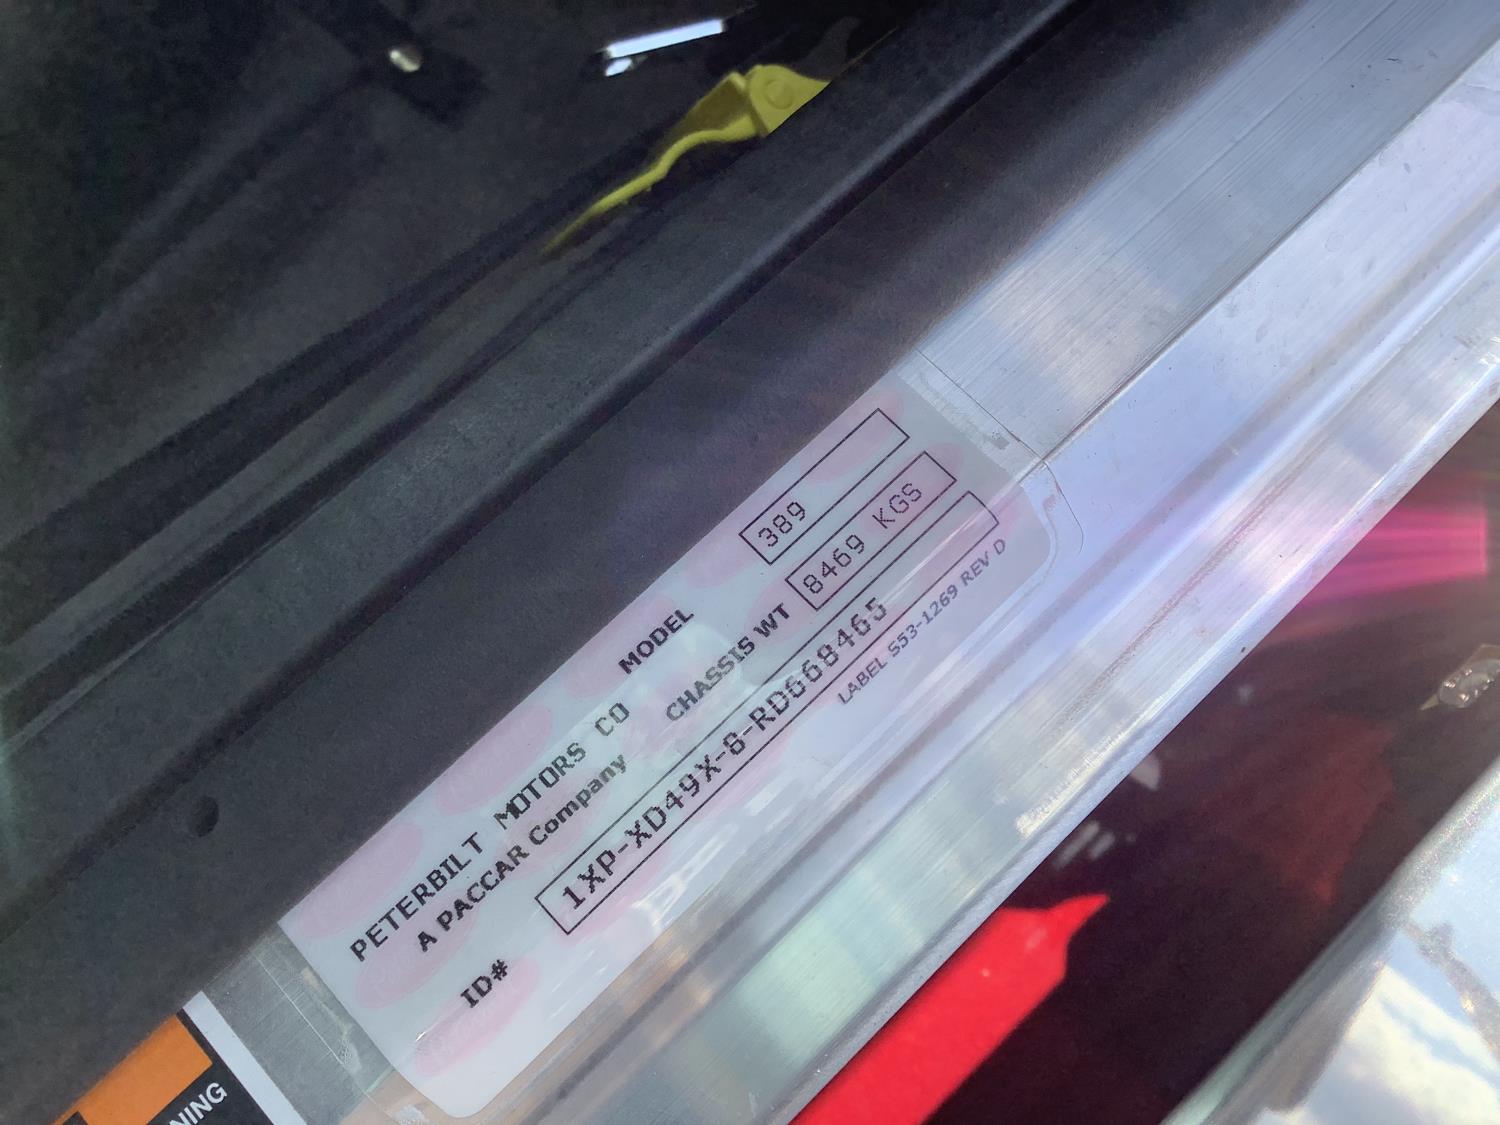 PETERBILT MOTORS CO
A PACCAR Company
MODEL 389
CHASSIS WT 8469 KGS
ID# 1XP-XD49X-8-RD668465
LABEL S53-1269 REV D
NING